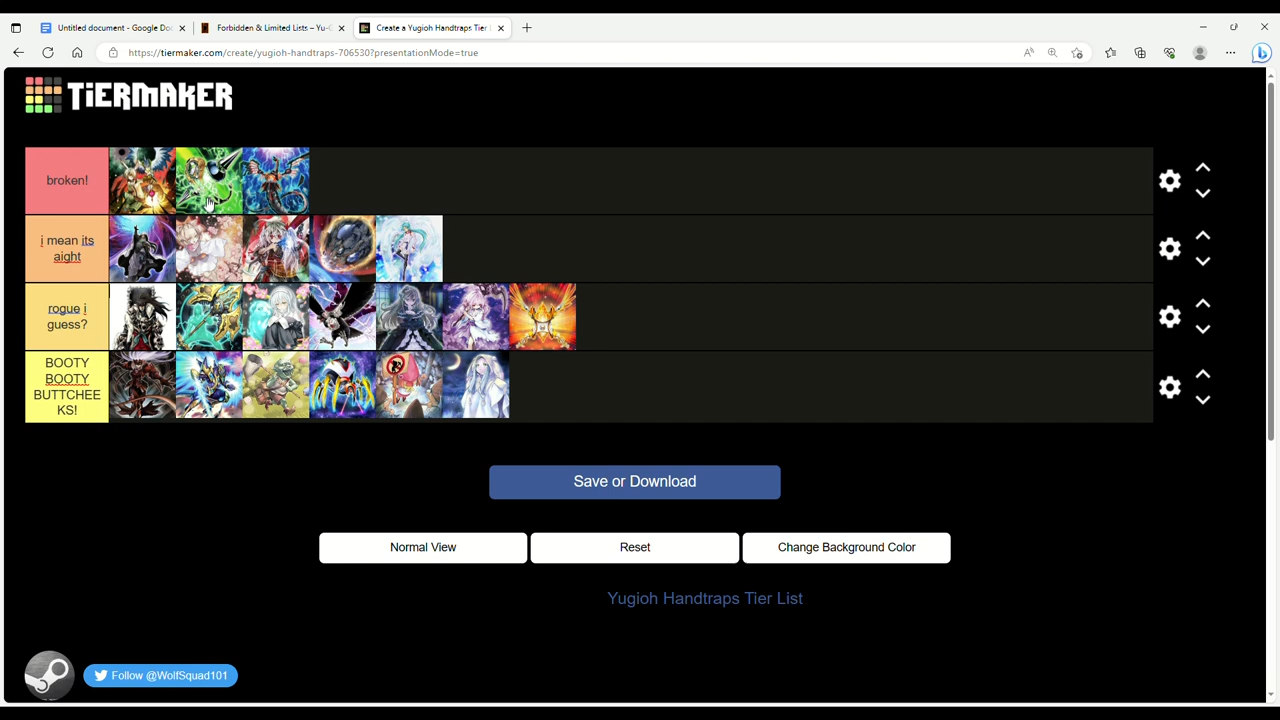 Untitled document - Google Do
Forbidden & Limited Lists – Yu-G
Create a Yugioh Handtraps Tier
https://tiermaker.com/create/yugioh-handtraps-706530?presentationMode=true
TiERMAKER
broken!
i mean its
aight
rogue i
guess?
BOOTY
BOOTY
BUTTCHEE
KS!
Save or Download
Normal View
Reset
Change Background Color
Yugioh Handtraps Tier List
Follow @WolfSquad101